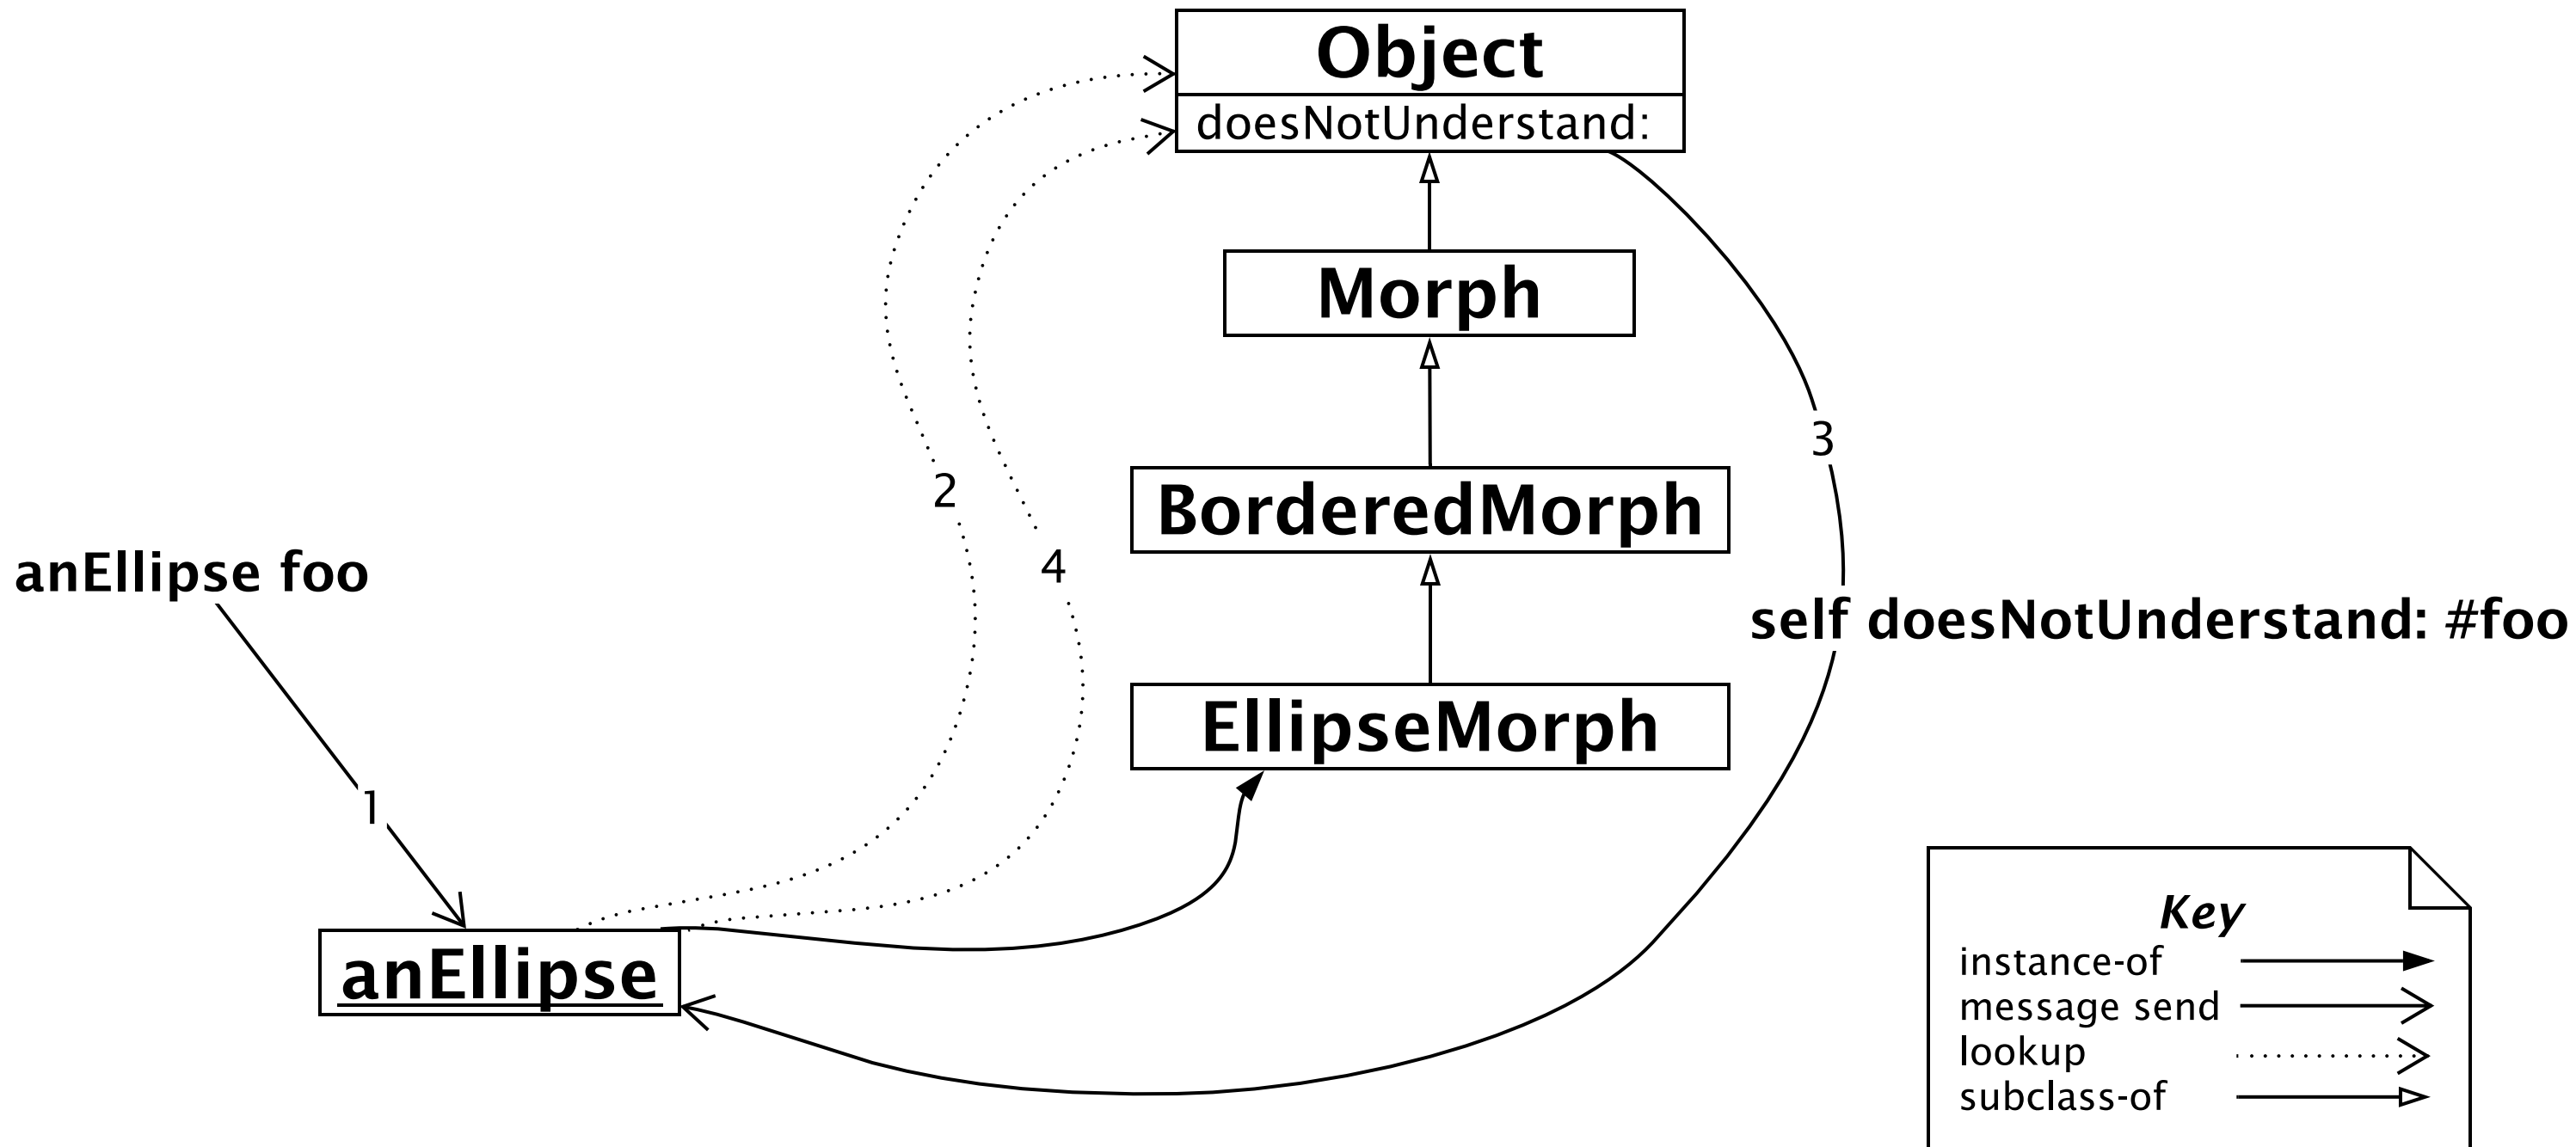 Object
doesNotUnderstand:
Morph
3
BorderedMorph
2
4
anEllipse foo
self doesNotUnderstand: #foo
EllipseMorph
1
anEllipse
Key
instance-of
message send
lookup
subclass-of